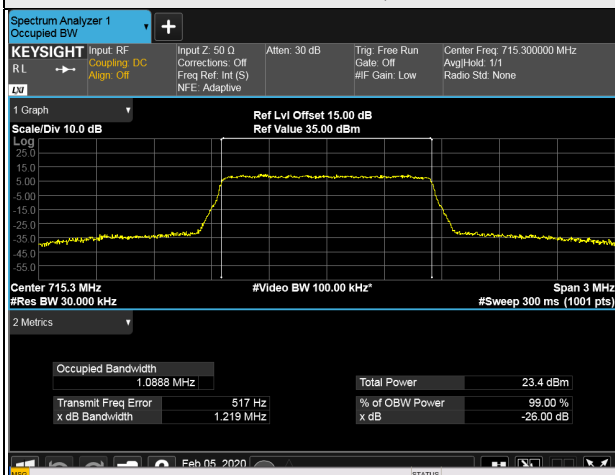 Spectrum Analyzer 1
Occupied BW
KEYSIGHT Input: RF Input Z: 50 Ω Atten: 30 dB Trig: Free Run Center Freq: 715.300000 MHz
RL Coupling: DC Corrections: Off Gate: Off Avg|Hold: 1/1
Align: Off Freq Ref: Int (S) #IF Gain: Low Radio Std: None
LXI NFE: Adaptive
1 Graph
Ref Lvl Offset 15.00 dB
Scale/Div 10.0 dB Ref Value 35.00 dBm
Log
25.0
15.0
5.00
-5.00
-15.0
-25.0
-35.0
-45.0
-55.0
Center 715.3 MHz #Video BW 100.00 kHz* Span 3 MHz
#Res BW 30.000 kHz #Sweep 300 ms (1001 pts)
2 Metrics
Occupied Bandwidth
1.0888 MHz Total Power 23.4 dBm
Transmit Freq Error 517 Hz % of OBW Power 99.00 %
x dB Bandwidth 1.219 MHz x dB -26.00 dB
Feb 05, 2020
MSG STATUS